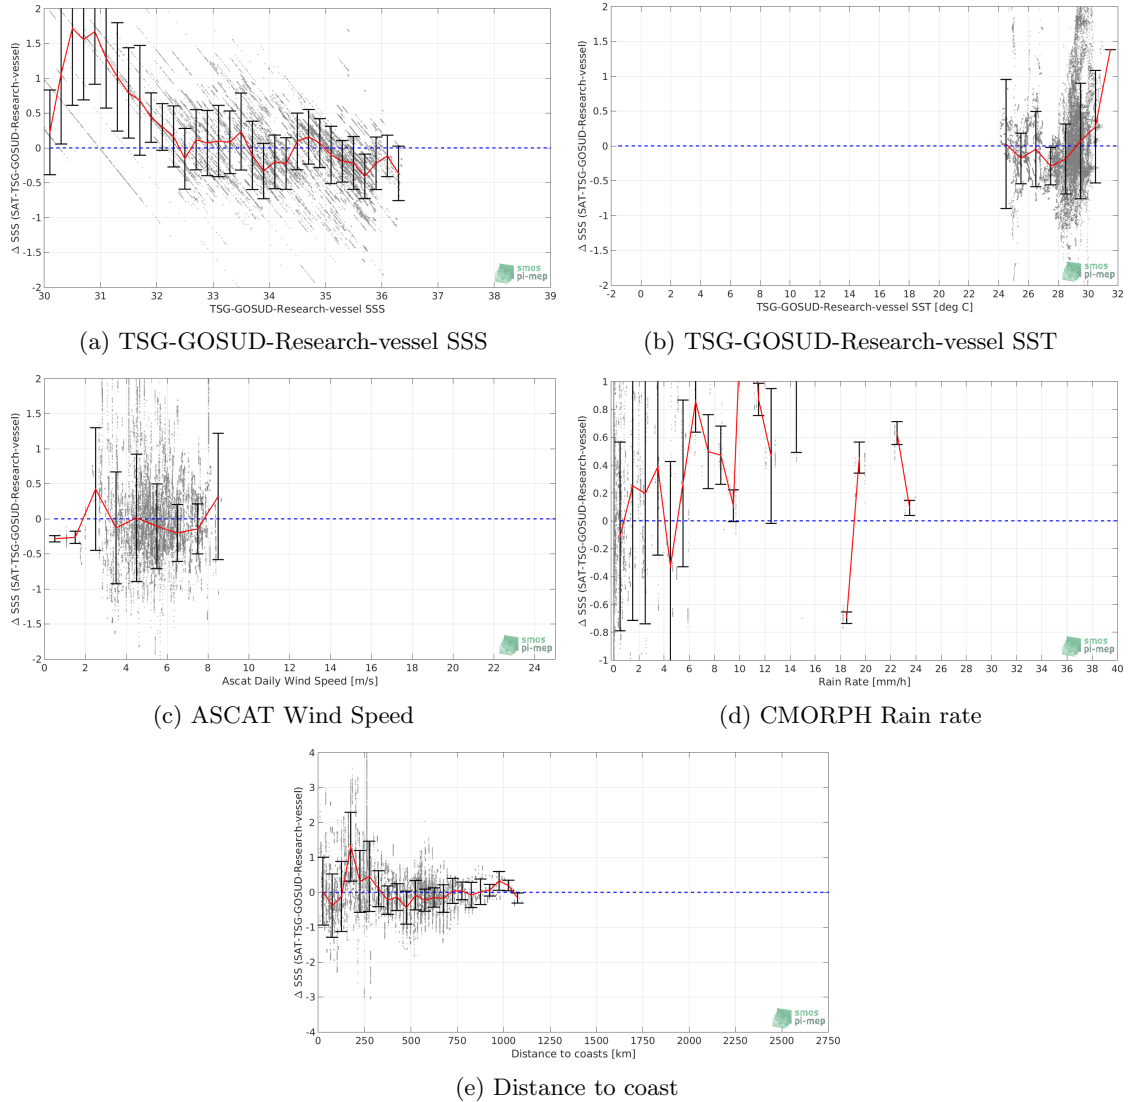 Δ SSS (SAT-TSG-GOSUD-Research-vessel)
2
1.5
1
0.5
0
-0.5
-1
-1.5
-2
30 31 32 33 34 35 36 37 38 39
TSG-GOSUD-Research-vessel SSS
smos
pi-mep
(a) TSG-GOSUD-Research-vessel SSS
Δ SSS (SAT-TSG-GOSUD-Research-vessel)
2
1.5
1
0.5
0
-0.5
-1
-1.5
-2
-2 0 2 4 6 8 10 12 14 16 18 20 22 24 26 28 30 32
TSG-GOSUD-Research-vessel SST [deg C]
smos
pi-mep
(b) TSG-GOSUD-Research-vessel SST
Δ SSS (SAT-TSG-GOSUD-Research-vessel)
2
1.5
1
0.5
0
-0.5
-1
-1.5
-2
0 2 4 6 8 10 12 14 16 18 20 22 24
Ascat Daily Wind Speed [m/s]
smos
pi-mep
(c) ASCAT Wind Speed
Δ SSS (SAT-TSG-GOSUD-Research-vessel)
1
0.8
0.6
0.4
0.2
0
-0.2
-0.4
-0.6
-0.8
-1
0 2 4 6 8 10 12 14 16 18 20 22 24 26 28 30 32 34 36 38 40
Rain Rate [mm/h]
smos
pi-mep
(d) CMORPH Rain rate
Δ SSS (SAT-TSG-GOSUD-Research-vessel)
4
3
2
1
0
-1
-2
-3
-4
0 250 500 750 1000 1250 1500 1750 2000 2250 2500 2750
Distance to coasts [km]
smos
pi-mep
(e) Distance to coast